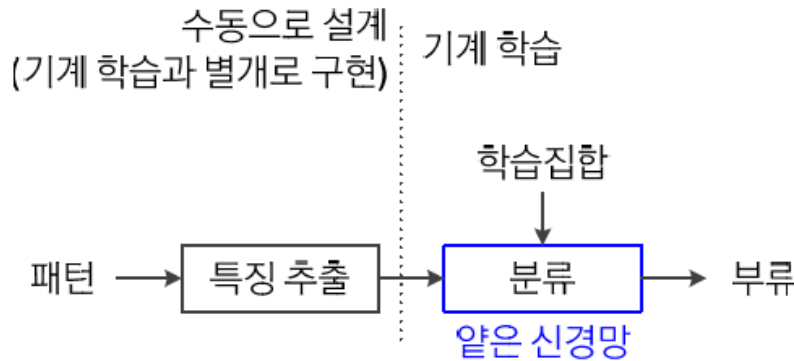 수동으로 설계
(기계 학습과 별개로 구현)
기계 학습
학습집합
패턴
특징 추출
분류
부류
얕은 신경망